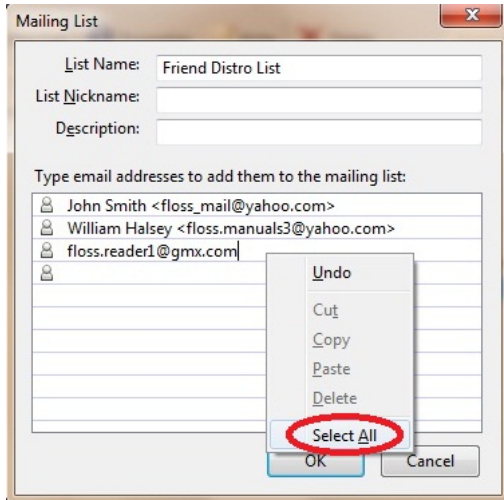 Mailing List
List Name: Friend Distro List
List Nickname:
Description:
Type email addresses to add them to the mailing list:
John Smith <floss_mail@yahoo.com>
William Halsey <floss.manuals3@yahoo.com>
floss.reader1@gmx.com
Undo
Cut
Copy
Paste
Delete
Select All
OK Cancel